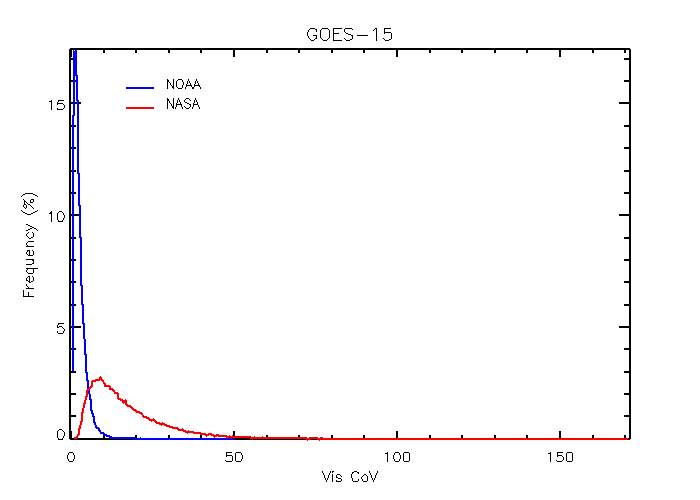 GOES-15
NOAA
NASA
15
10
5
0
Frequency (%)
0 50 100 150
Vis CoV